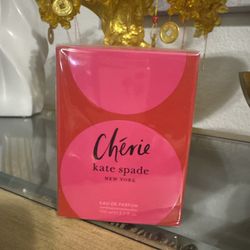 Chérie
kate spade
NEW YORK
EAU DE PARFUM